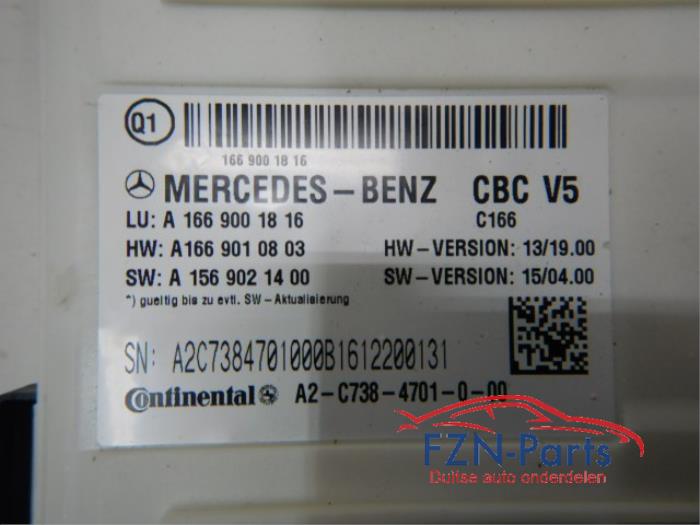 Q1
166 900 18 16
MERCEDES-BENZ CBC V5
LU: A 166 900 18 16 C166
HW: A166 901 08 03 HW-VERSION: 13/19.00
SW: A 156 902 14 00 SW-VERSION: 15/04.00
*) gueltig bis zu evtl. SW-Aktualisierung
SN: A2C7384701000B1612200131
Continental A2-C738-4701-0-00
FZN-Parts
Duitse auto onderdelen